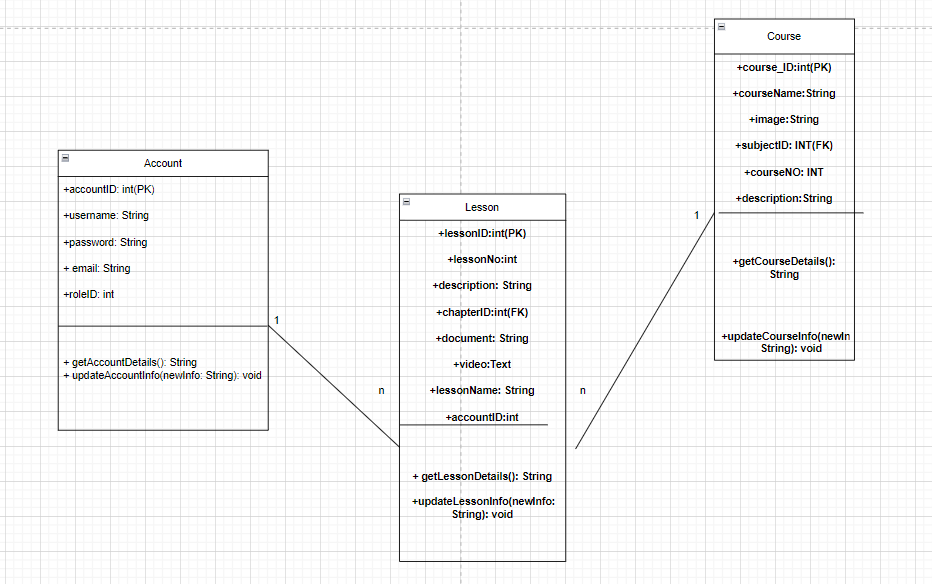 Account
+accountID: int(PK)
+username: String
+password: String
+ email: String
+roleID: int
+ getAccountDetails(): String
+ updateAccountInfo(newInfo: String): void
1
n
Lesson
+lessonID:int(PK)
+lessonNo:int
+description: String
+chapterID:int(FK)
+document: String
+video:Text
+lessonName: String
+accountID:int
+ getLessonDetails(): String
+updateLessonInfo(newInfo:
String): void
n
1
Course
+course_ID:int(PK)
+courseName:String
+image:String
+subjectID: INT(FK)
+courseNO: INT
+description:String
+getCourseDetails():
String
+updateCourseInfo(newIn
String): void